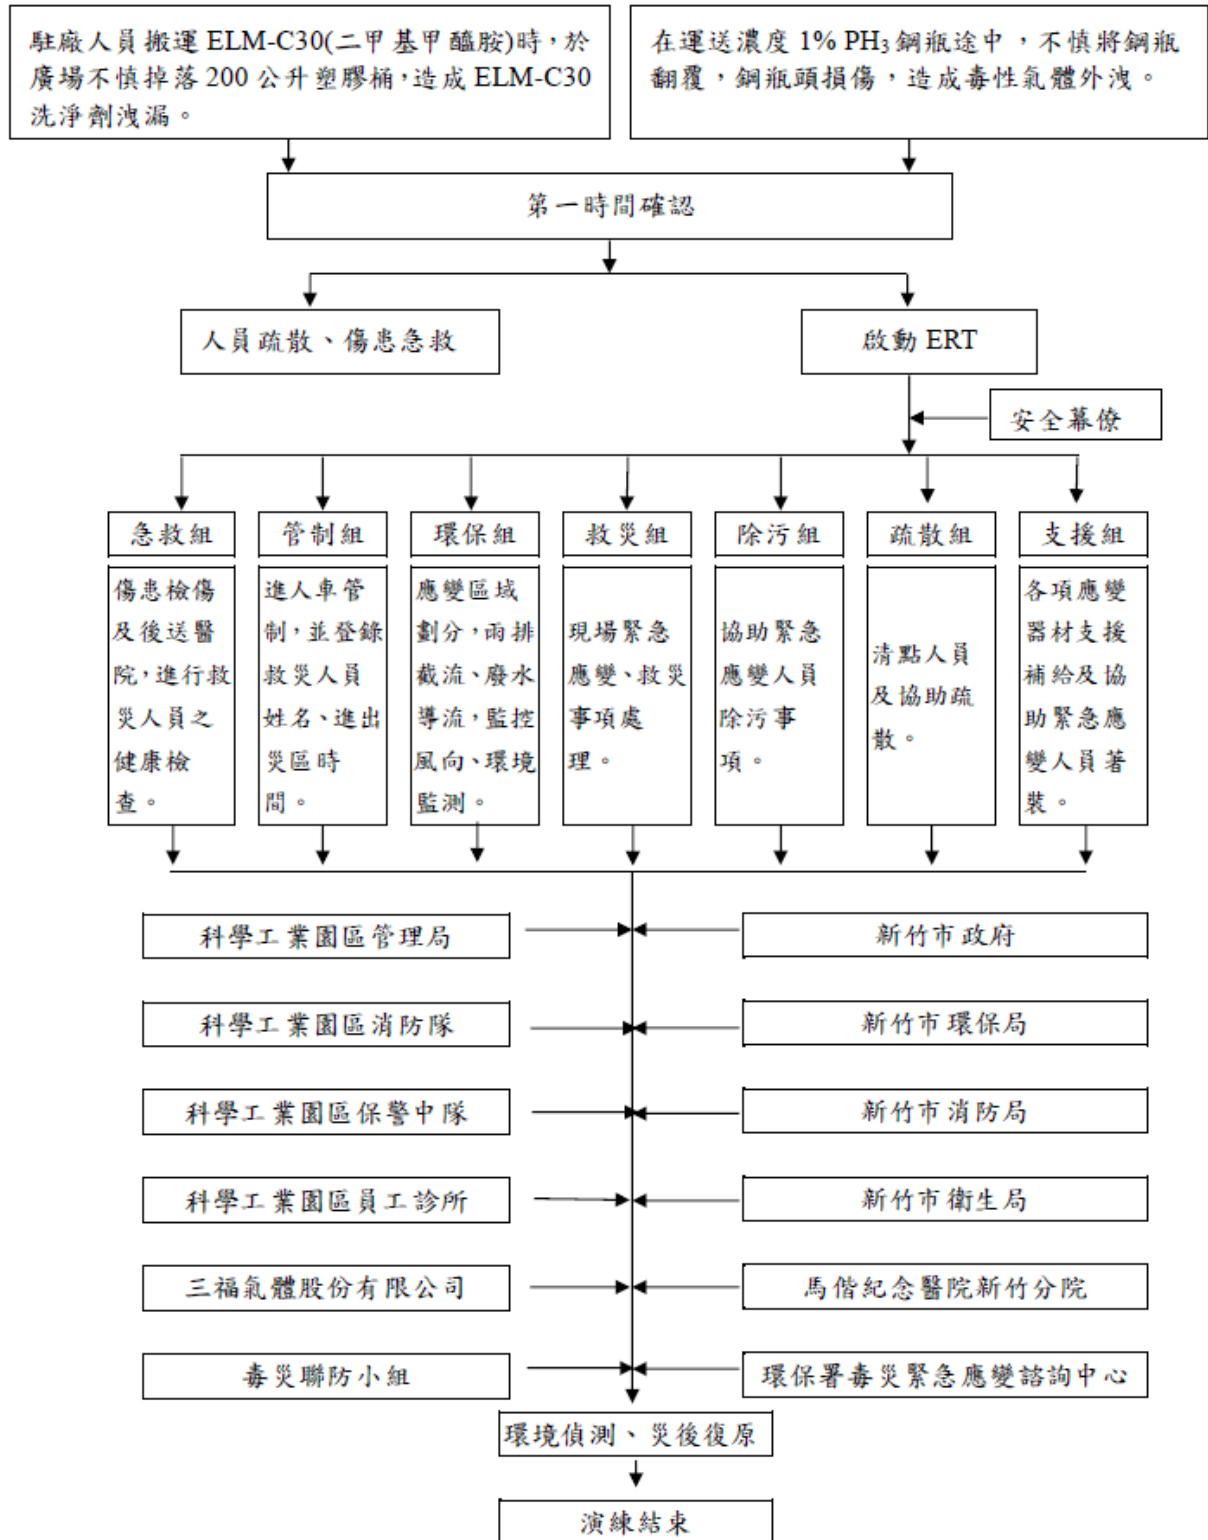 駐廠人員搬運 ELM-C30(二甲基甲醯胺)時，於
廣場不慎掉落 200 公升塑膠桶，造成 ELM-C30
洗淨劑洩漏。
在運送濃度 1% PH₃ 鋼瓶途中，不慎將鋼瓶
翻覆，鋼瓶頭損傷，造成毒性氣體外洩。
第一時間確認
人員疏散、傷患急救
啟動 ERT
安全幕僚
急救組
傷患檢傷
及後送醫
院，進行救
災人員之
健康檢
查。
管制組
進人車管
制，並登錄
救災人員
姓名、進出
災區時
間。
環保組
應變區域
劃分，雨排
截流、廢水
導流，監控
風向、環境
監測。
救災組
現場緊急
應變、救災
事項處
理。
除污組
協助緊急
應變人員
除污事
項。
疏散組
清點人員
及協助疏
散。
支援組
各項應變
器材支援
補給及協
助緊急應
變人員著
裝。
科學工業園區管理局
新竹市政府
科學工業園區消防隊
新竹市環保局
科學工業園區保警中隊
新竹市消防局
科學工業園區員工診所
新竹市衛生局
三福氣體股份有限公司
馬偕紀念醫院新竹分院
毒災聯防小組
環保署毒災緊急應變諮詢中心
環境偵測、災後復原
演練結束